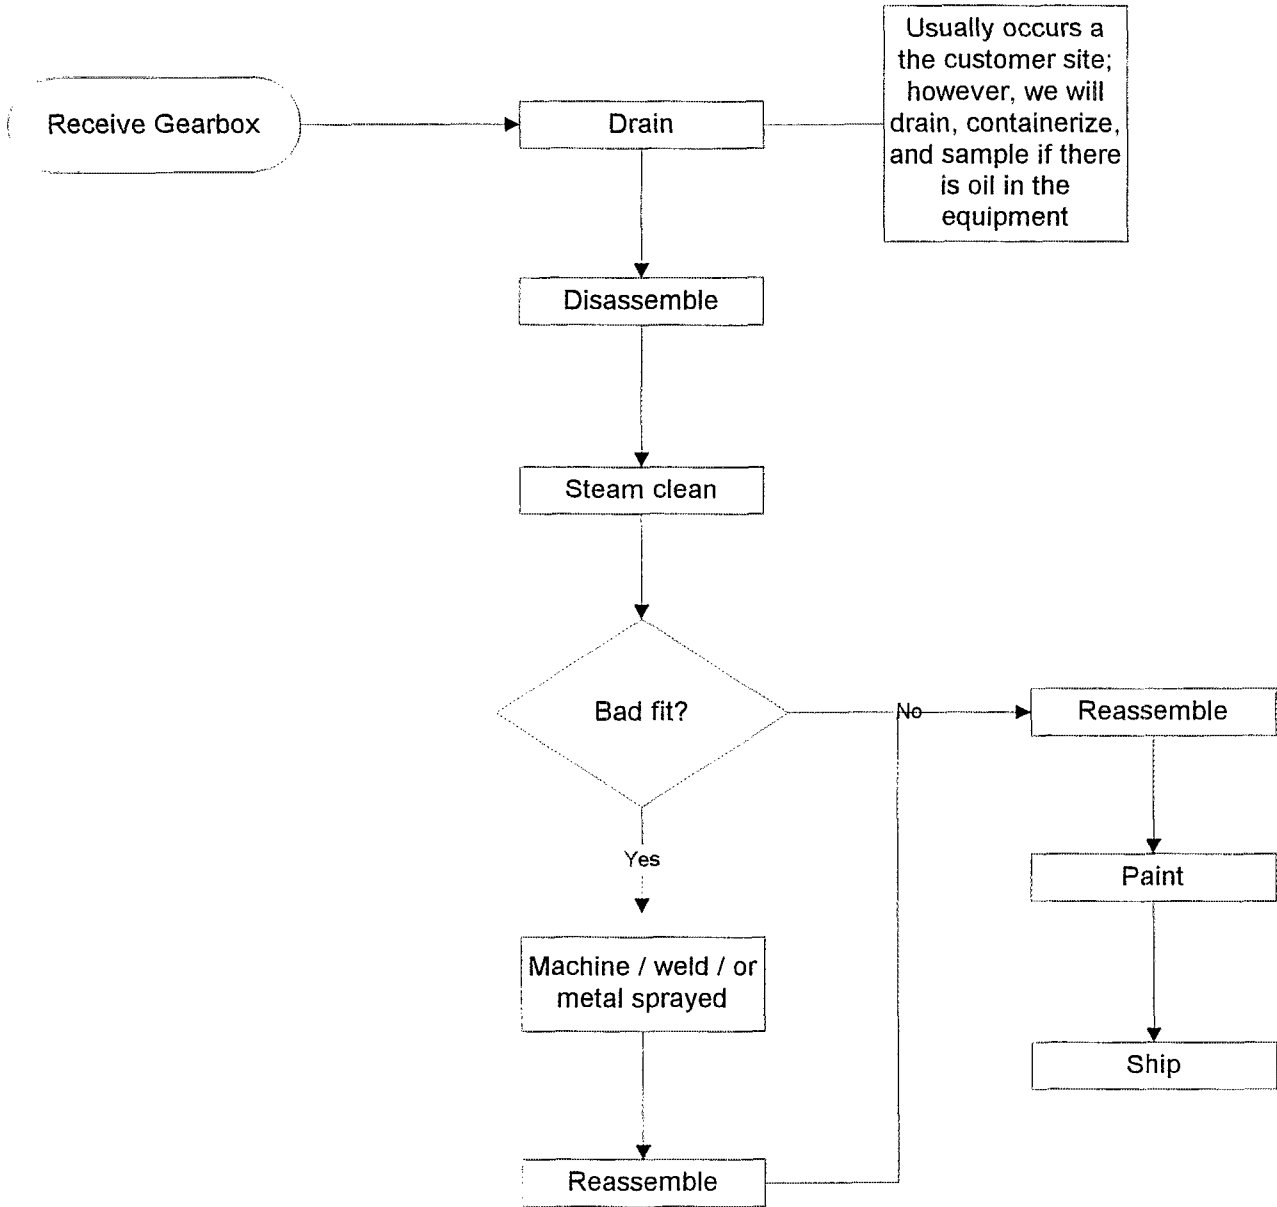 Receive Gearbox
Drain
Usually occurs a
the customer site;
however, we will
drain, containerize,
and sample if there
is oil in the
equipment
Disassemble
Steam clean
Bad fit?
No
Reassemble
Yes
Paint
Machine / weld / or
metal sprayed
Ship
Reassemble